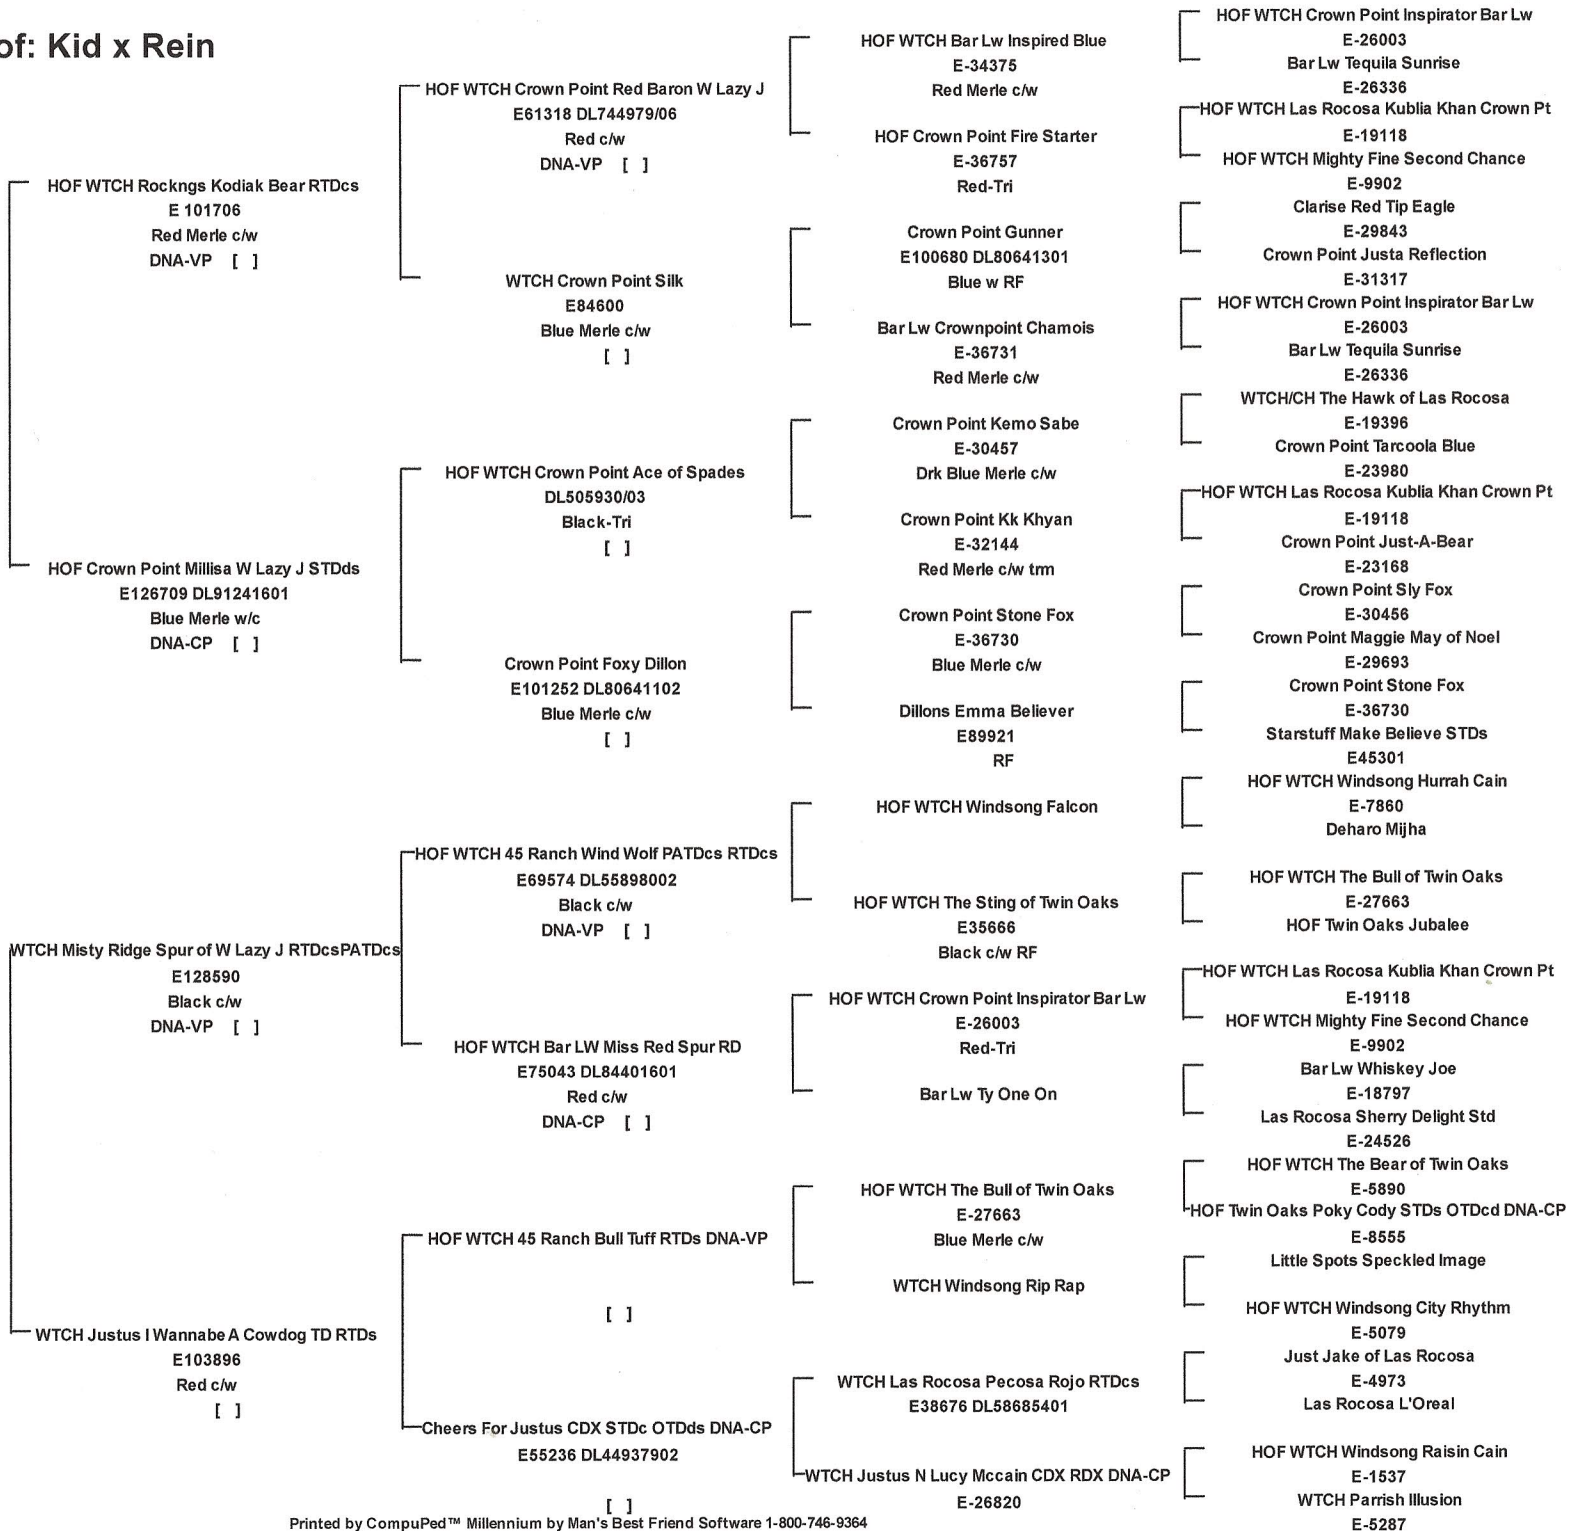 of: Kid x Rein
HOF WTCH Rockngs Kodiak Bear RTDcs
E 101706
Red Merle c/w
DNA-VP [ ]
HOF Crown Point Millisa W Lazy J STDds
E126709 DL91241601
Blue Merle w/c
DNA-CP [ ]
WTCH Misty Ridge Spur of W Lazy J RTDcsPATDcs
E128590
Black c/w
DNA-VP [ ]
WTCH Justus I Wannabe A Cowdog TD RTDs
E103896
Red c/w
[ ]
HOF WTCH Crown Point Red Baron W Lazy J
E61318 DL744979/06
Red c/w
DNA-VP [ ]
WTCH Crown Point Silk
E84600
Blue Merle c/w
[ ]
HOF WTCH Crown Point Ace of Spades
DL505930/03
Black-Tri
[ ]
Crown Point Foxy Dillon
E101252 DL80641102
Blue Merle c/w
[ ]
HOF WTCH 45 Ranch Wind Wolf PATDcs RTDcs
E69574 DL55898002
Black c/w
DNA-VP [ ]
HOF WTCH Bar LW Miss Red Spur RD
E75043 DL84401601
Red c/w
DNA-CP [ ]
HOF WTCH 45 Ranch Bull Tuff RTDs DNA-VP
[ ]
Cheers For Justus CDX STDc OTDds DNA-CP
E55236 DL44937902
[ ]
HOF WTCH Bar Lw Inspired Blue
E-34375
Red Merle c/w
HOF Crown Point Fire Starter
E-36757
Red-Tri
Crown Point Gunner
E100680 DL80641301
Blue w RF
Bar Lw Crownpoint Chamois
E-36731
Red Merle c/w
Crown Point Kemo Sabe
E-30457
Drk Blue Merle c/w
Crown Point Kk Khyan
E-32144
Red Merle c/w trm
Crown Point Stone Fox
E-36730
Blue Merle c/w
Dillons Emma Believer
E89921
RF
HOF WTCH Windsong Falcon
HOF WTCH The Sting of Twin Oaks
E35666
Black c/w RF
HOF WTCH Crown Point Inspirator Bar Lw
E-26003
Red-Tri
Bar Lw Ty One On
HOF WTCH The Bull of Twin Oaks
E-27663
Blue Merle c/w
WTCH Windsong Rip Rap
WTCH Las Rocosa Pecosa Rojo RTDcs
E38676 DL58685401
WTCH Justus N Lucy Mccain CDX RDX DNA-CP
E-26820
HOF WTCH Crown Point Inspirator Bar Lw
E-26003
Bar Lw Tequila Sunrise
E-26336
HOF WTCH Las Rocosa Kublia Khan Crown Pt
E-19118
HOF WTCH Mighty Fine Second Chance
E-9902
Clarise Red Tip Eagle
E-29843
Crown Point Justa Reflection
E-31317
HOF WTCH Crown Point Inspirator Bar Lw
E-26003
Bar Lw Tequila Sunrise
E-26336
WTCH/CH The Hawk of Las Rocosa
E-19396
Crown Point Tarcoola Blue
E-23980
HOF WTCH Las Rocosa Kublia Khan Crown Pt
E-19118
Crown Point Just-A-Bear
E-23168
Crown Point Sly Fox
E-30456
Crown Point Maggie May of Noel
E-29693
Crown Point Stone Fox
E-36730
Starstuff Make Believe STDs
E45301
HOF WTCH Windsong Hurrah Cain
E-7860
Deharo Mijha
HOF WTCH The Bull of Twin Oaks
E-27663
HOF Twin Oaks Jubalee
HOF WTCH Las Rocosa Kublia Khan Crown Pt
E-19118
HOF WTCH Mighty Fine Second Chance
E-9902
Bar Lw Whiskey Joe
E-18797
Las Rocosa Sherry Delight Std
E-24526
HOF WTCH The Bear of Twin Oaks
E-5890
HOF Twin Oaks Poky Cody STDs OTDcd DNA-CP
E-8555
Little Spots Speckled Image
HOF WTCH Windsong City Rhythm
E-5079
Just Jake of Las Rocosa
E-4973
Las Rocosa L'Oreal
HOF WTCH Windsong Raisin Cain
E-1537
WTCH Parrish Illusion
E-5287
Printed by CompuPed™ Millennium by Man's Best Friend Software 1-800-746-9364